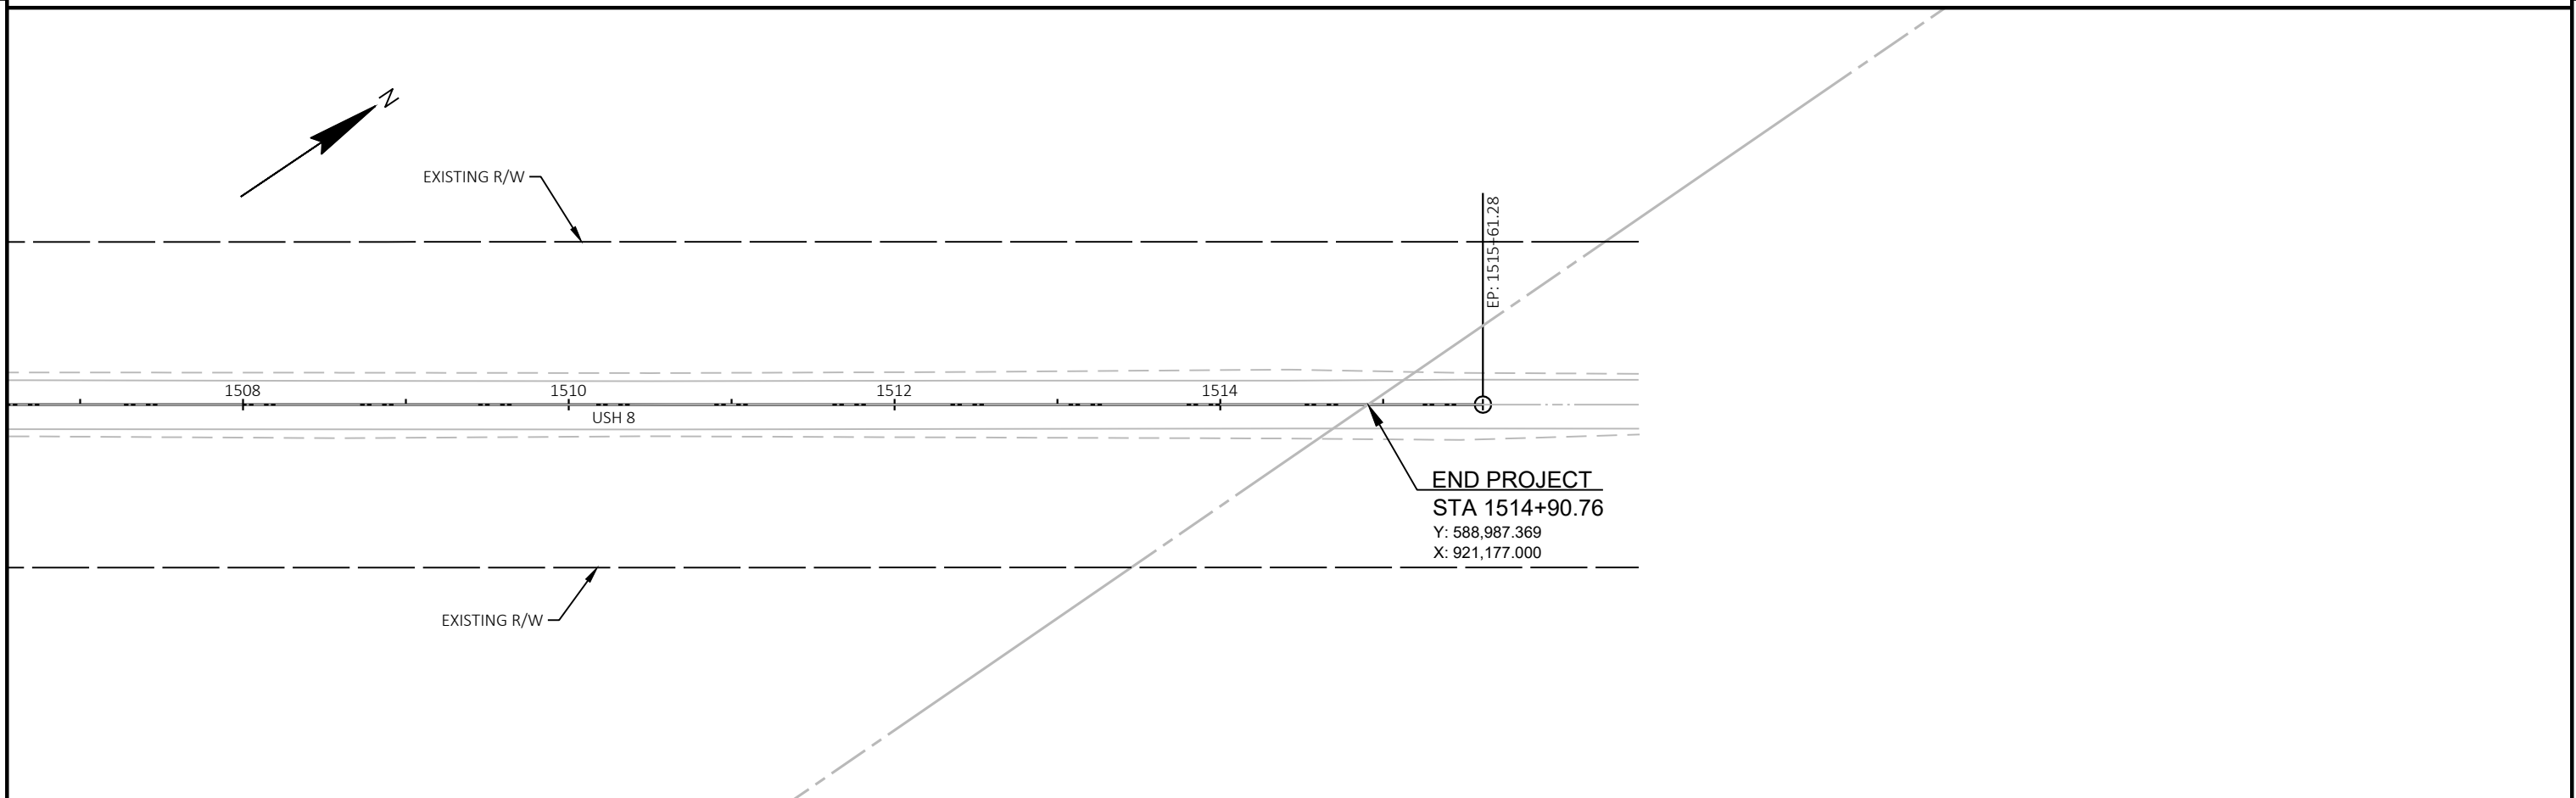 N
EXISTING R/W
EP: 1515+61.28
1508
1510
1512
1514
USH 8
END PROJECT
STA 1514+90.76
Y: 588,987.369
X: 921,177.000
EXISTING R/W